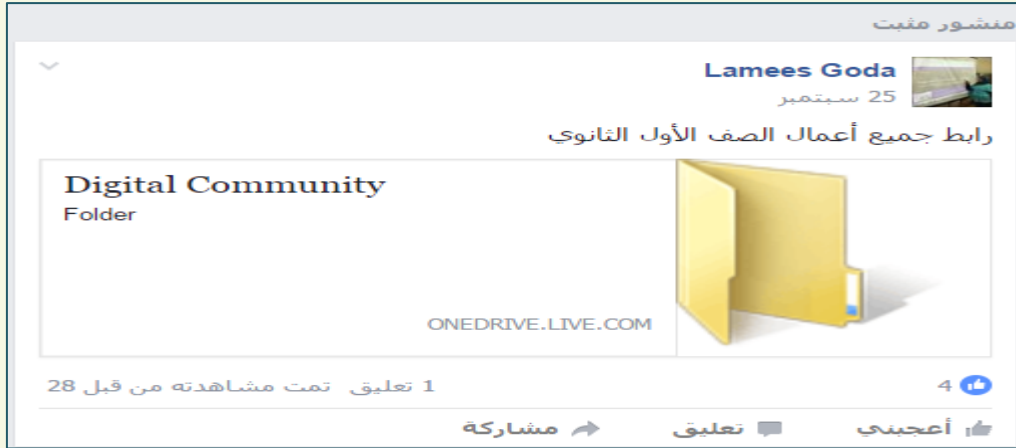 منشور مثبت
Lamees Goda
25 سبتمبر
رابط جميع أعمال الصف الأول الثانوي
Digital Community
Folder
ONEDRIVE.LIVE.COM
4
1 تعليق تمت مشاهدته من قبل 28
أعجبني تعليق مشاركة